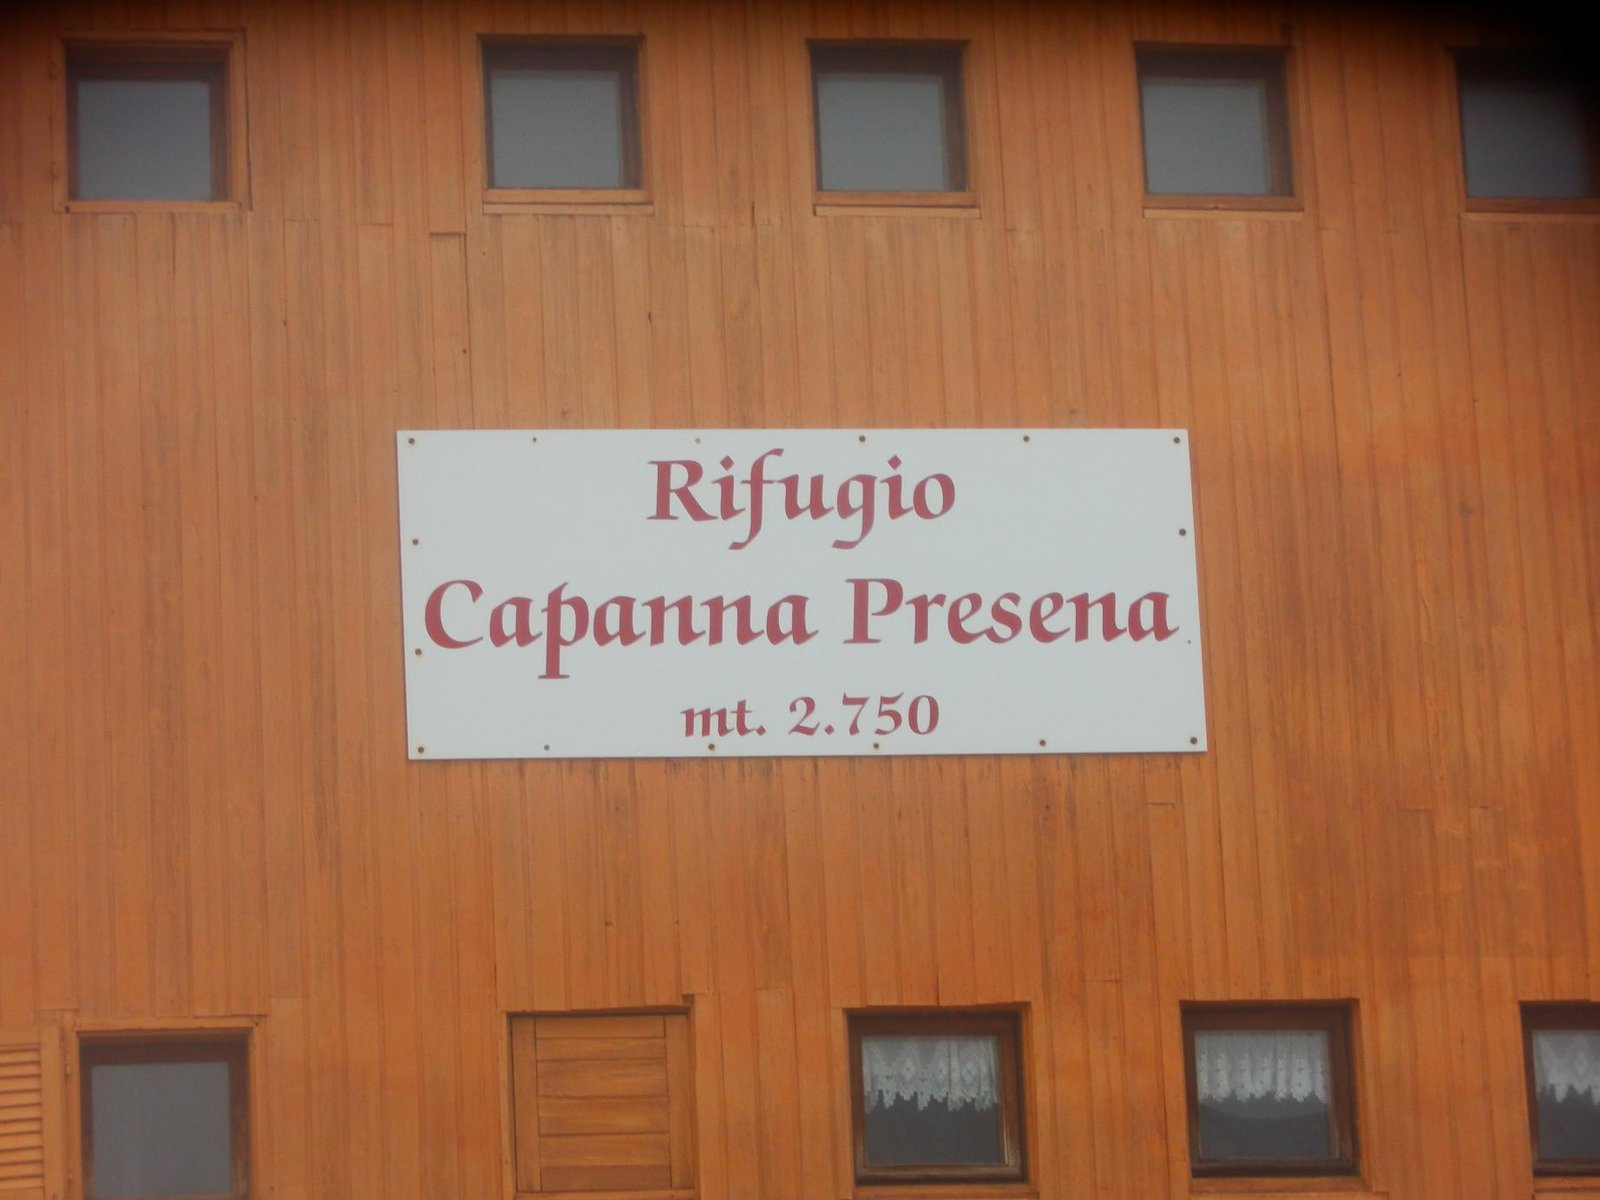 Rifugio
Capanna Presena
mt. 2.750